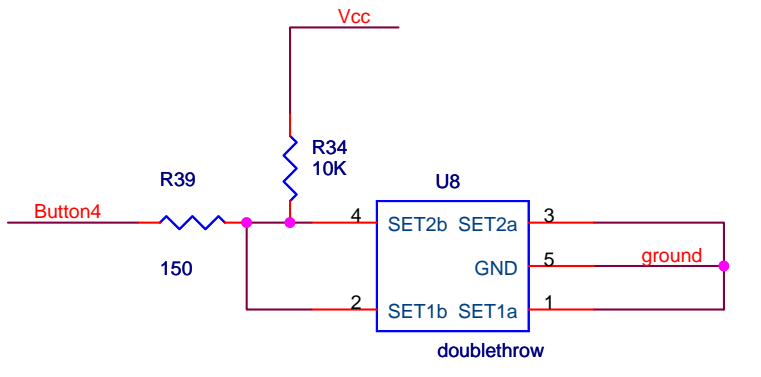 Vcc
R34
10K
R39
U8
Button4
4 SET2b SET2a 3
GND 5 ground
150
2 SET1b SET1a 1
doublethrow